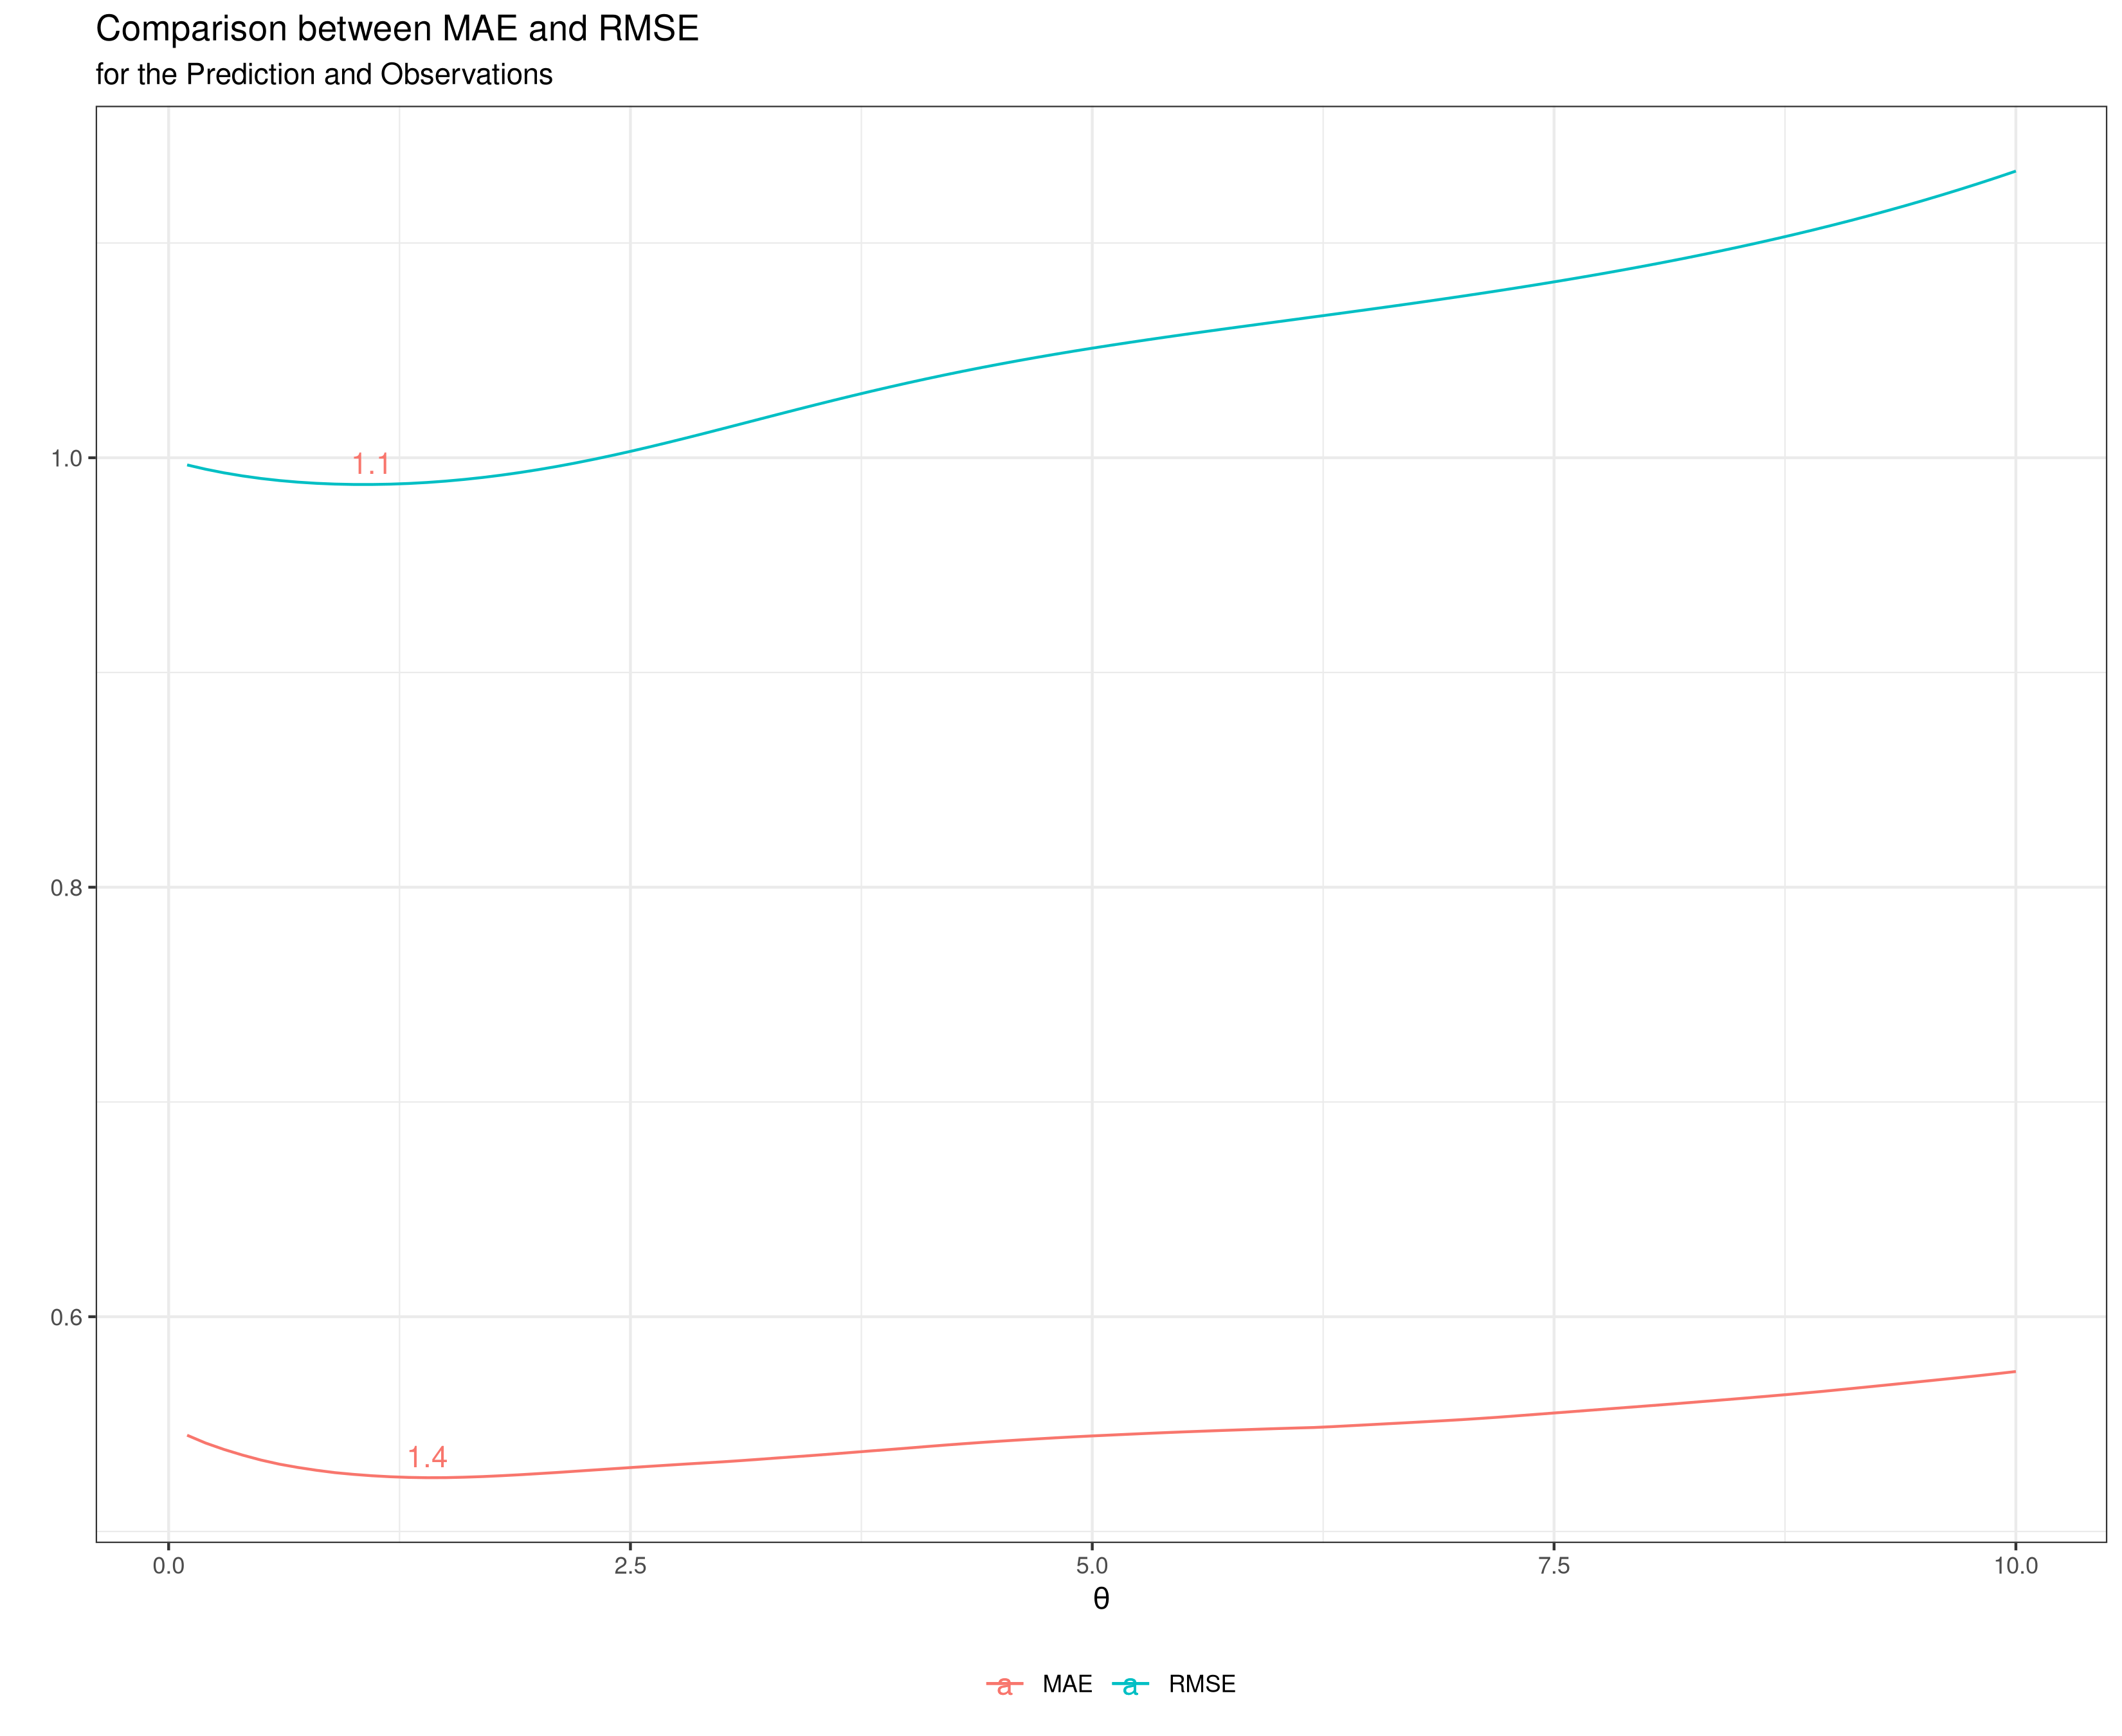 Comparison between MAE and RMSE
for the Prediction and Observations
1.1
1.0
0.8
0.6
1.4
0.0 2.5 5.0 7.5 10.0
θ
a MAE a RMSE